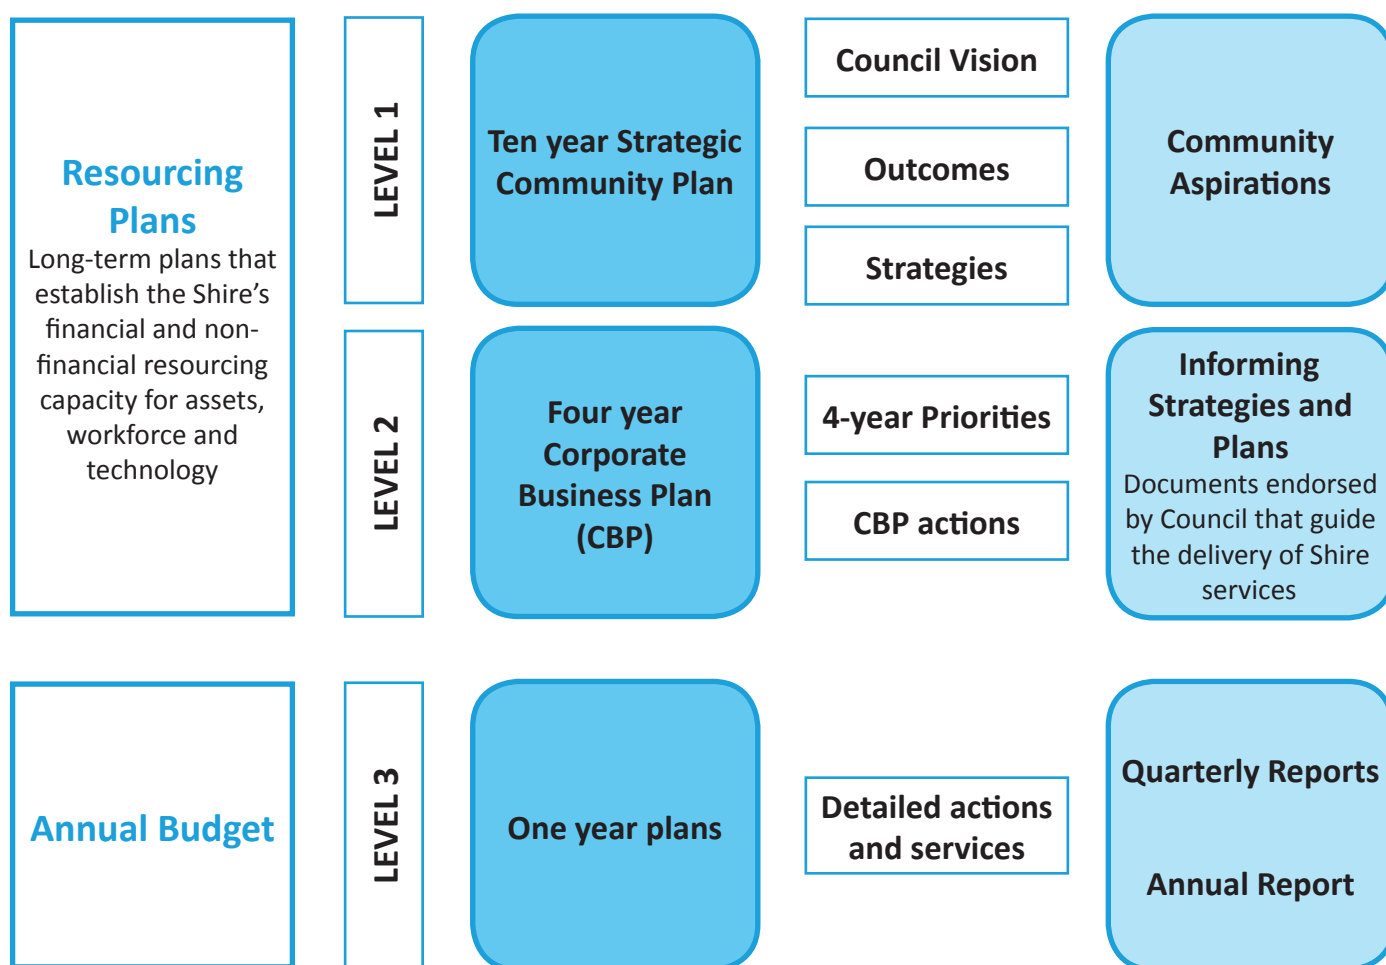 Resourcing
Plans
Long-term plans that
establish the Shire’s
financial and non-
financial resourcing
capacity for assets,
workforce and
technology
LEVEL 1
Ten year Strategic
Community Plan
Council Vision
Outcomes
Strategies
Community
Aspirations
LEVEL 2
Four year
Corporate
Business Plan
(CBP)
4-year Priorities
CBP actions
Informing
Strategies and
Plans
Documents endorsed
by Council that guide
the delivery of Shire
services
Annual Budget
LEVEL 3
One year plans
Detailed actions
and services
Quarterly Reports
Annual Report